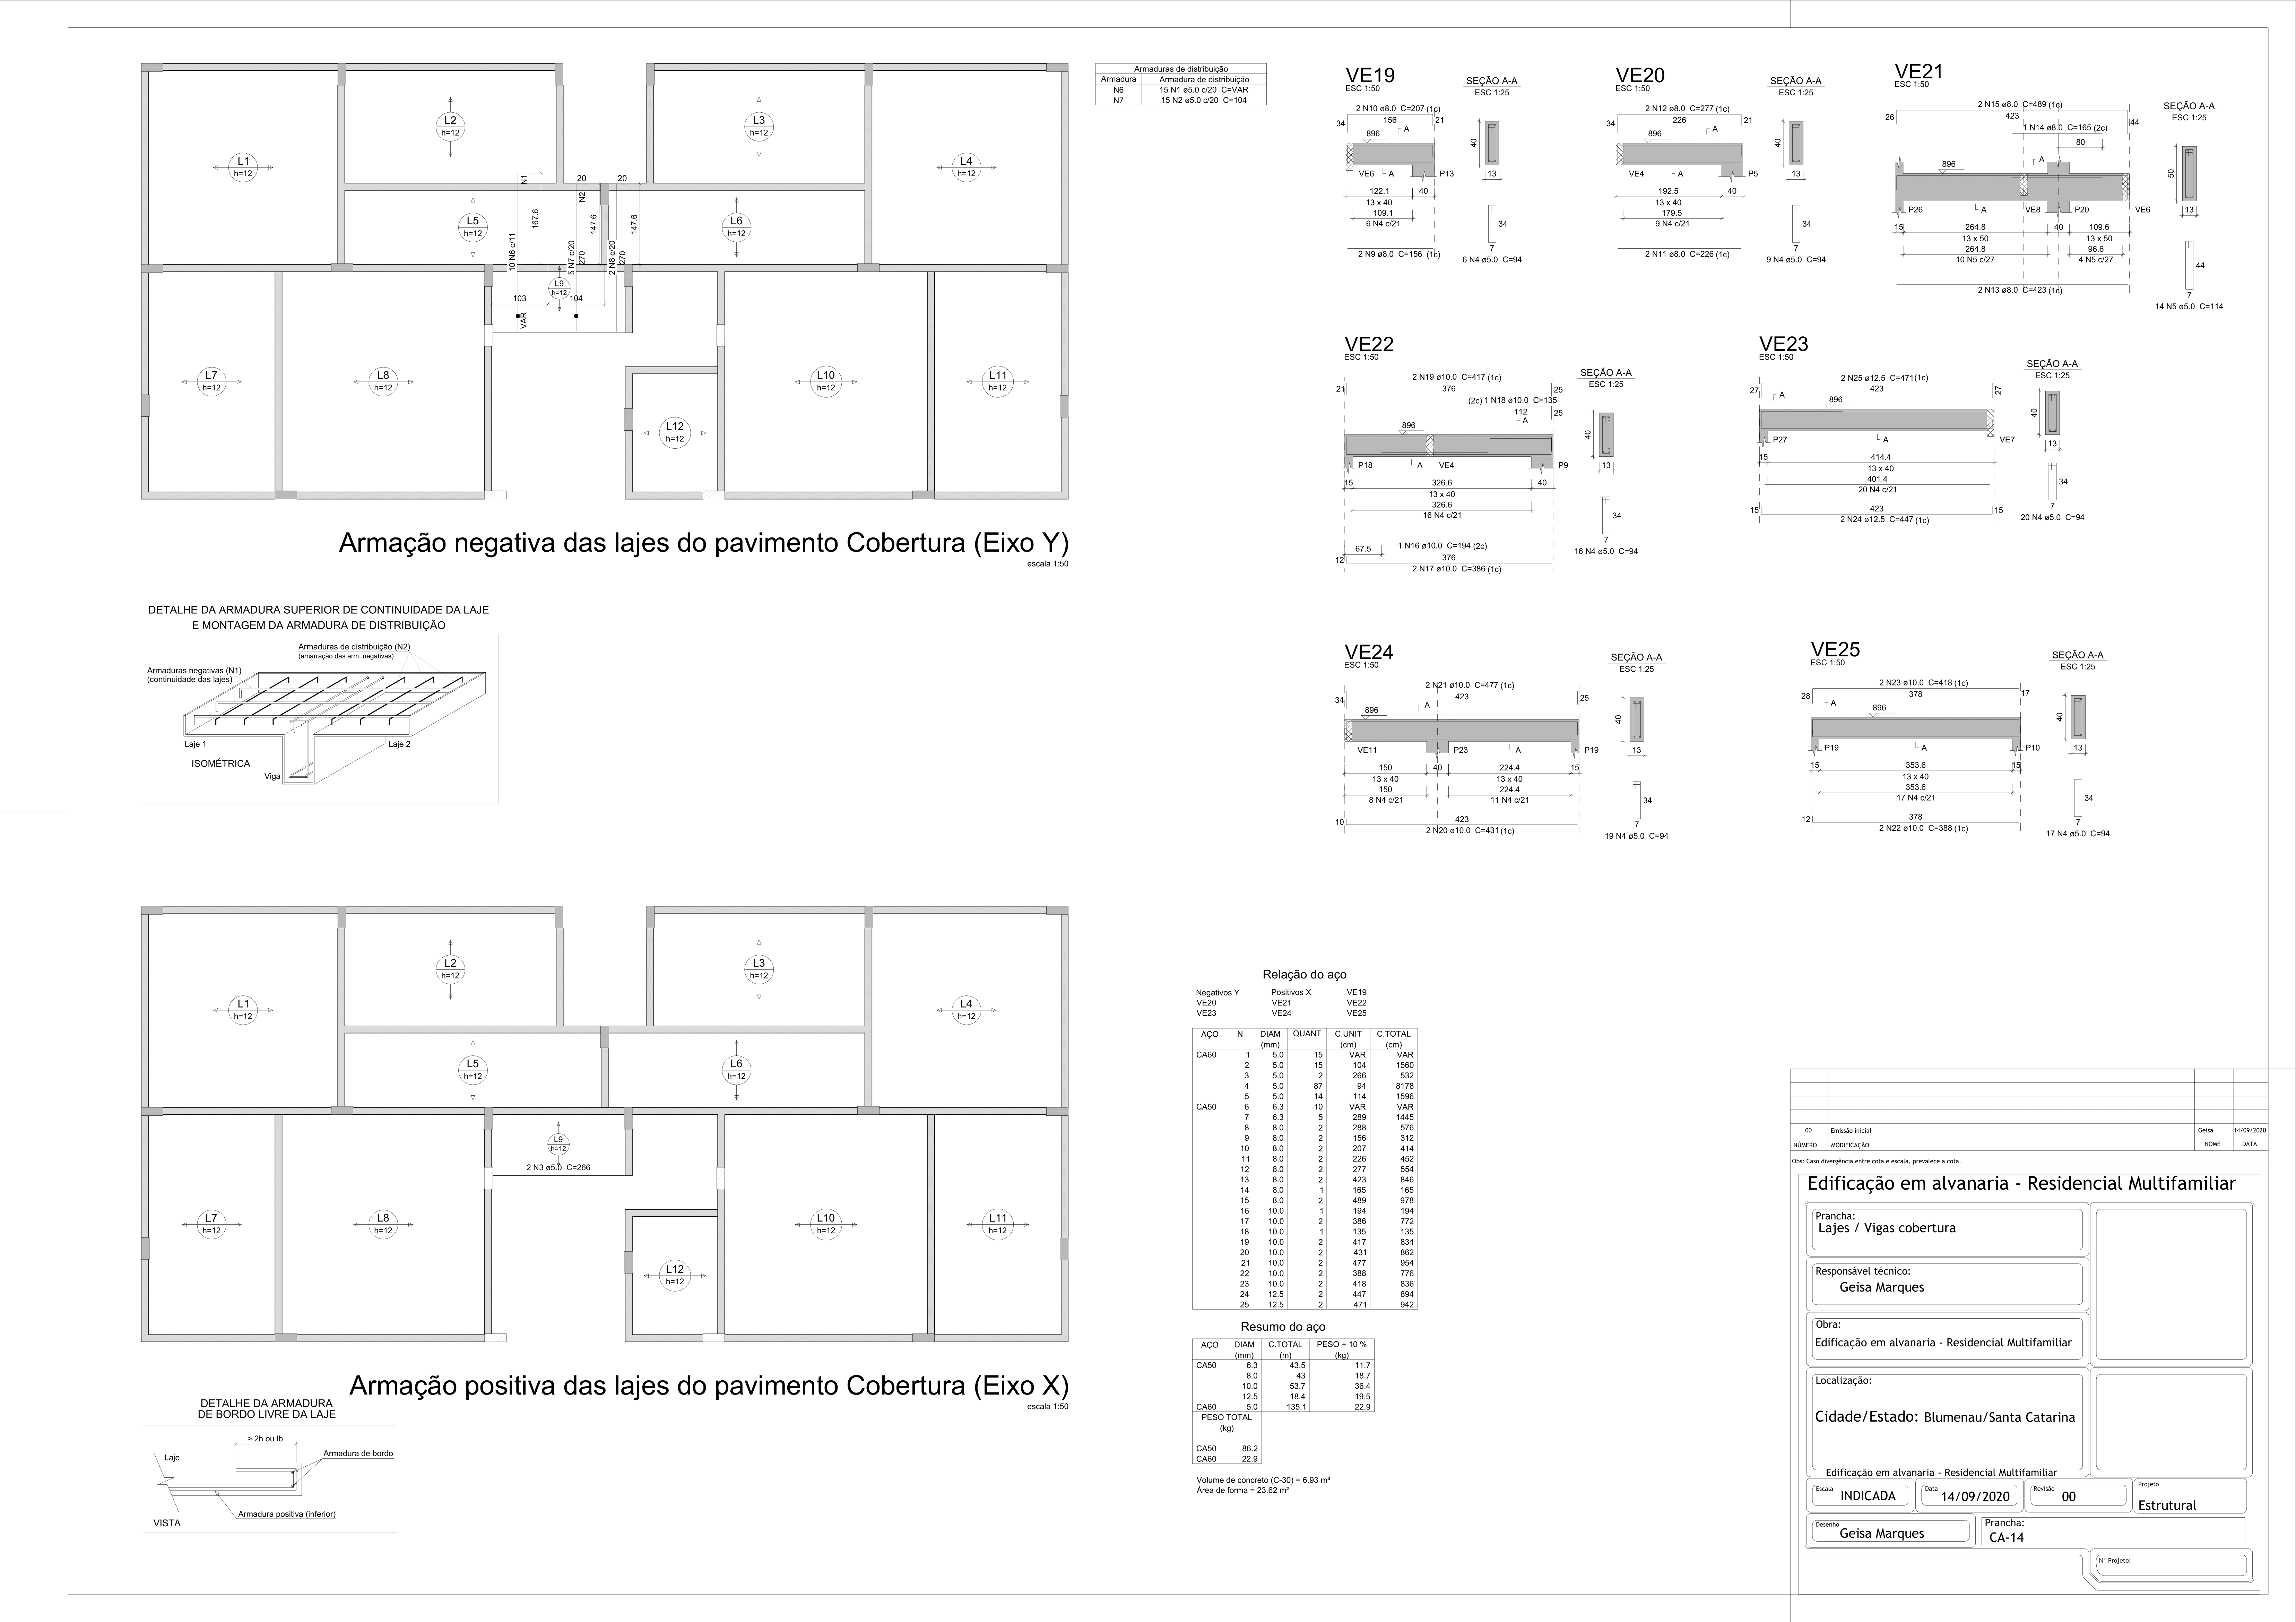 L1
h=12
L2
h=12
L3
h=12
L4
h=12
L5
h=12
L6
h=12
L7
h=12
L8
h=12
L9
h=12
L10
h=12
L11
h=12
L12
h=12
N1
167.6
10 N6 c/11
103
VAR
20
N2
147.6
5 N7 c/20
270
104
20
147.6
2 N8 c/20
270
Armação negativa das lajes do pavimento Cobertura (Eixo Y)
escala 1:50
Armaduras de distribuição
Armadura Armadura de distribuição
N6 15 N1 ø5.0 c/20 C=VAR
N7 15 N2 ø5.0 c/20 C=104
VE19
ESC 1:50
2 N10 ø8.0 C=207 (1c)
34 156 21
896 A
VE6 A P13
122.1 40
13 x 40
109.1
6 N4 c/21
2 N9 ø8.0 C=156 (1c)
SEÇÃO A-A
ESC 1:25
40
13
34
7
6 N4 ø5.0 C=94
VE20
ESC 1:50
2 N12 ø8.0 C=277 (1c)
34 226 21
896 A
VE4 A P5
192.5 40
13 x 40
179.5
9 N4 c/21
2 N11 ø8.0 C=226 (1c)
SEÇÃO A-A
ESC 1:25
40
13
34
7
9 N4 ø5.0 C=94
VE21
ESC 1:50
2 N15 ø8.0 C=489 (1c)
26 423 44
1 N14 ø8.0 C=165 (2c)
80
896 A
P26 A VE8 P20 VE6
15 264.8 40 109.6
13 x 50 13 x 50
264.8 96.6
10 N5 c/27 4 N5 c/27
2 N13 ø8.0 C=423 (1c)
SEÇÃO A-A
ESC 1:25
50
13
44
7
14 N5 ø5.0 C=114
VE22
ESC 1:50
2 N19 ø10.0 C=417 (1c)
21 376 25
(2c) 1 N18 ø10.0 C=135
112 25
896 A
P18 A VE4 P9
15 326.6 40
13 x 40
326.6
16 N4 c/21
67.5 1 N16 ø10.0 C=194 (2c)
12 376
2 N17 ø10.0 C=386 (1c)
SEÇÃO A-A
ESC 1:25
40
13
34
7
16 N4 ø5.0 C=94
VE23
ESC 1:50
2 N25 ø12.5 C=471(1c)
27 423 27
A 896
P27 A VE7
15 414.4
13 x 40
401.4
20 N4 c/21
15 423 15
2 N24 ø12.5 C=447 (1c)
SEÇÃO A-A
ESC 1:25
40
13
34
7
20 N4 ø5.0 C=94
VE24
ESC 1:50
2 N21 ø10.0 C=477 (1c)
34 423 25
896 A
VE11 P23 A P19
150 40 224.4 15
13 x 40 13 x 40
150 224.4
8 N4 c/21 11 N4 c/21
10 423
2 N20 ø10.0 C=431 (1c)
SEÇÃO A-A
ESC 1:25
40
13
34
7
19 N4 ø5.0 C=94
VE25
ESC 1:50
2 N23 ø10.0 C=418 (1c)
28 378 17
A 896
P19 A P10
15 353.6 15
13 x 40
353.6
17 N4 c/21
12 378
2 N22 ø10.0 C=388 (1c)
SEÇÃO A-A
ESC 1:25
40
13
34
7
17 N4 ø5.0 C=94
DETALHE DA ARMADURA SUPERIOR DE CONTINUIDADE DA LAJE
E MONTAGEM DA ARMADURA DE DISTRIBUIÇÃO
Armaduras de distribuição (N2)
(amarração das arm. negativas)
Armaduras negativas (N1)
(continuidade das lajes)
Laje 1
Laje 2
ISOMÉTRICA
Viga
L1
h=12
L2
h=12
L3
h=12
L4
h=12
L5
h=12
L6
h=12
L7
h=12
L8
h=12
L9
h=12
2 N3 ø5.0 C=266
L10
h=12
L11
h=12
L12
h=12
Armação positiva das lajes do pavimento Cobertura (Eixo X)
escala 1:50
DETALHE DA ARMADURA
DE BORDO LIVRE DA LAJE
≥ 2h ou lb
Laje
Armadura de bordo
Armadura positiva (inferior)
VISTA
Relação do aço
Negativos Y Positivos X VE19
VE20 VE21 VE22
VE23 VE24 VE25
AÇO N DIAM QUANT C.UNIT C.TOTAL
(mm) (cm) (cm)
CA60 1 5.0 15 VAR VAR
2 5.0 15 104 1560
3 5.0 2 266 532
4 5.0 87 94 8178
5 5.0 14 114 1596
CA50 6 6.3 10 VAR VAR
7 6.3 5 289 1445
8 8.0 2 288 576
9 8.0 2 156 312
10 8.0 2 207 414
11 8.0 2 226 452
12 8.0 2 277 554
13 8.0 2 423 846
14 8.0 1 165 165
15 8.0 2 489 978
16 10.0 1 194 194
17 10.0 2 386 772
18 10.0 1 135 135
19 10.0 2 417 834
20 10.0 2 431 862
21 10.0 2 477 954
22 10.0 2 388 776
23 10.0 2 418 836
24 12.5 2 447 894
25 12.5 2 471 942
Resumo do aço
AÇO DIAM C.TOTAL PESO + 10 %
(mm) (m) (kg)
CA50 6.3 43.5 11.7
8.0 43 18.7
10.0 53.7 36.4
12.5 18.4 19.5
CA60 5.0 135.1 22.9
PESO TOTAL
(kg)
CA50 86.2
CA60 22.9
Volume de concreto (C-30) = 6.93 m³
Área de forma = 23.62 m²
00 Emissão inicial Geisa 14/09/2020
NÚMERO MODIFICAÇÃO NOME DATA
Obs: Caso divergência entre cota e escala, prevalece a cota.
Edificação em alvanaria - Residencial Multifamiliar
Prancha:
Lajes / Vigas cobertura
Responsável técnico:
Geisa Marques
Obra:
Edificação em alvanaria - Residencial Multifamiliar
Localização:
Cidade/Estado: Blumenau/Santa Catarina
Edificação em alvanaria - Residencial Multifamiliar
Escala INDICADA
Data 14/09/2020
Revisão 00
Projeto
Estrutural
Desenho Geisa Marques
Prancha:
CA-14
N° Projeto: